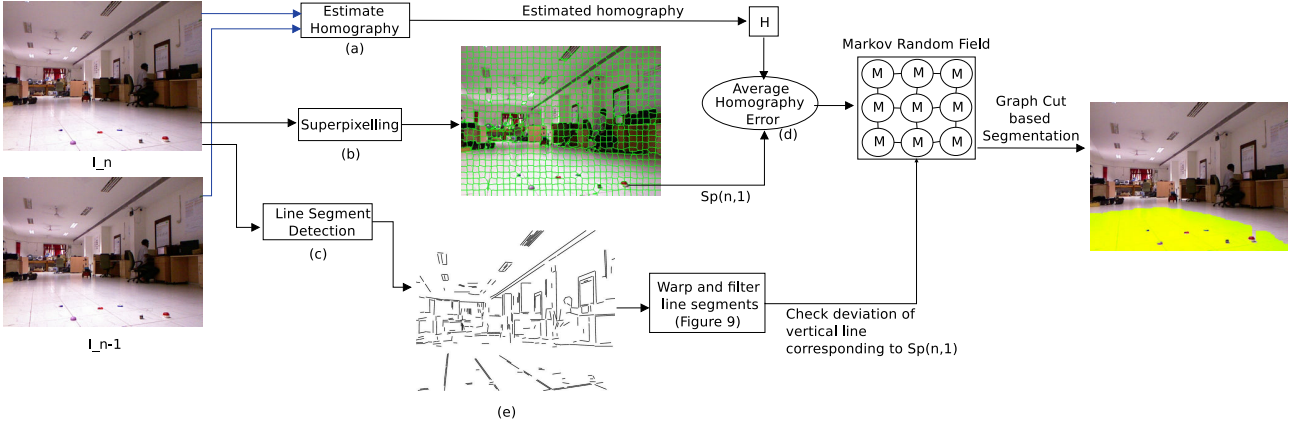 Estimate
Homography
(a)
Estimated homography
H
I_n
Superpixelling
(b)
Sp(n,1)
Average
Homography
Error
(d)
Markov Random Field
M M M
M M M
M M M
Graph Cut
based
Segmentation
Line Segment
Detection
(c)
I_n-1
(e)
Warp and filter
line segments
(Figure 9)
Check deviation of
vertical line
corresponding to Sp(n,1)